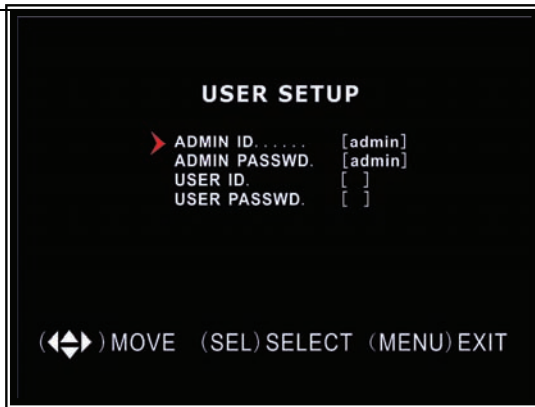 USER SETUP
ADMIN ID...... [admin]
ADMIN PASSWD. [admin]
USER ID. [ ]
USER PASSWD. [ ]
( ) MOVE (SEL) SELECT (MENU) EXIT